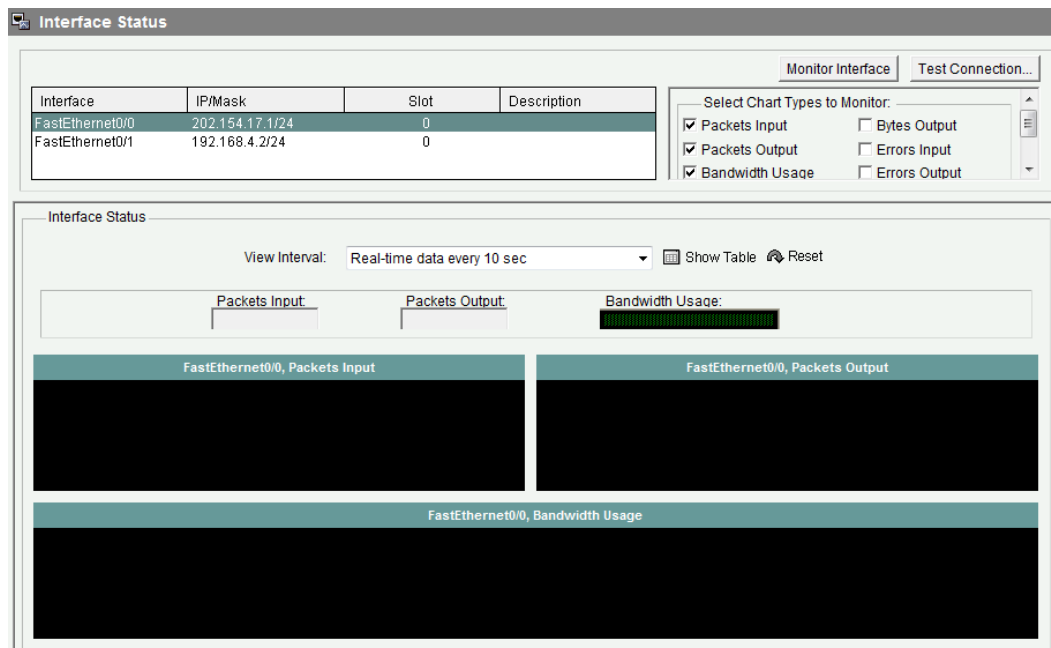 Interface Status
Monitor Interface Test Connection...
Interface IP/Mask Slot Description
FastEthernet0/0 202.154.17.1/24 0
FastEthernet0/1 192.168.4.2/24 0
Select Chart Types to Monitor:
Packets Input Bytes Output
Packets Output Errors Input
Bandwidth Usage Errors Output
Interface Status
View Interval: Real-time data every 10 sec Show Table Reset
Packets Input: Packets Output: Bandwidth Usage:
FastEthernet0/0, Packets Input FastEthernet0/0, Packets Output
FastEthernet0/0, Bandwidth Usage